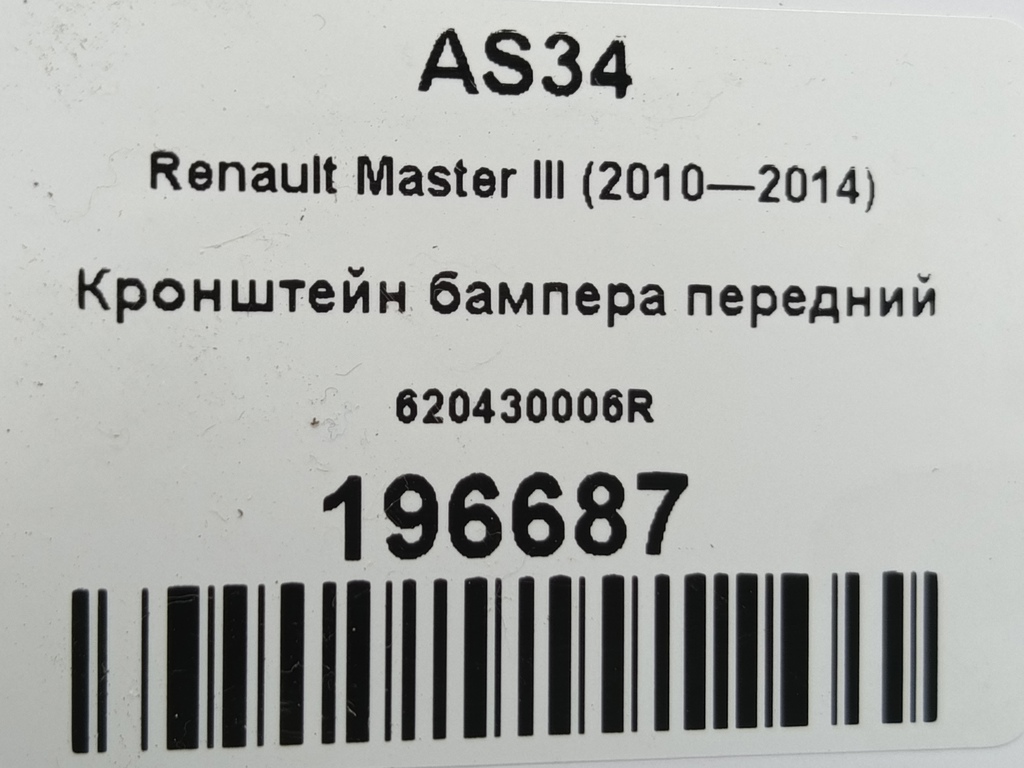 AS34
Renault Master III (2010—2014)
Кронштейн бампера передний
620430006R
196687